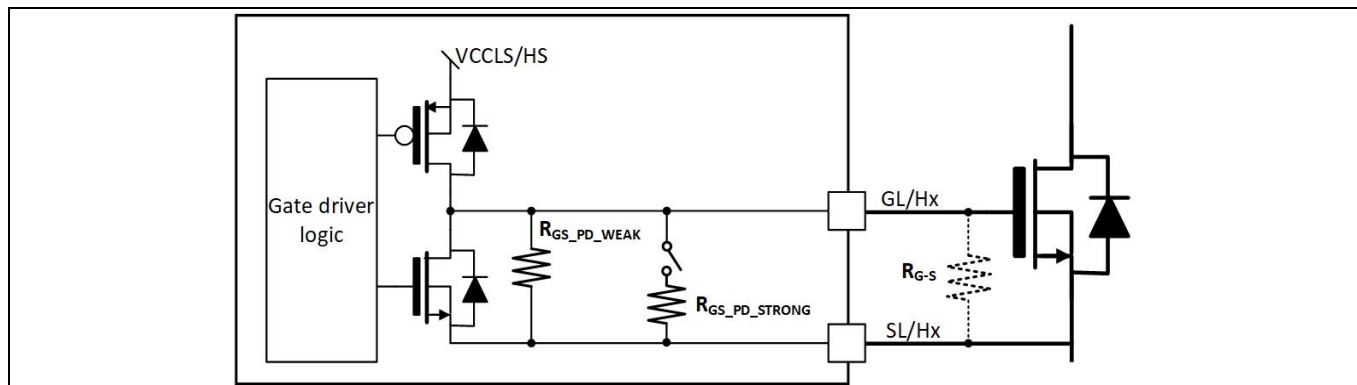 VCCLS/HS
Gate driver
logic
RGS_PD_WEAK
RGS_PD_STRONG
GL/Hx
RG-S
SL/Hx